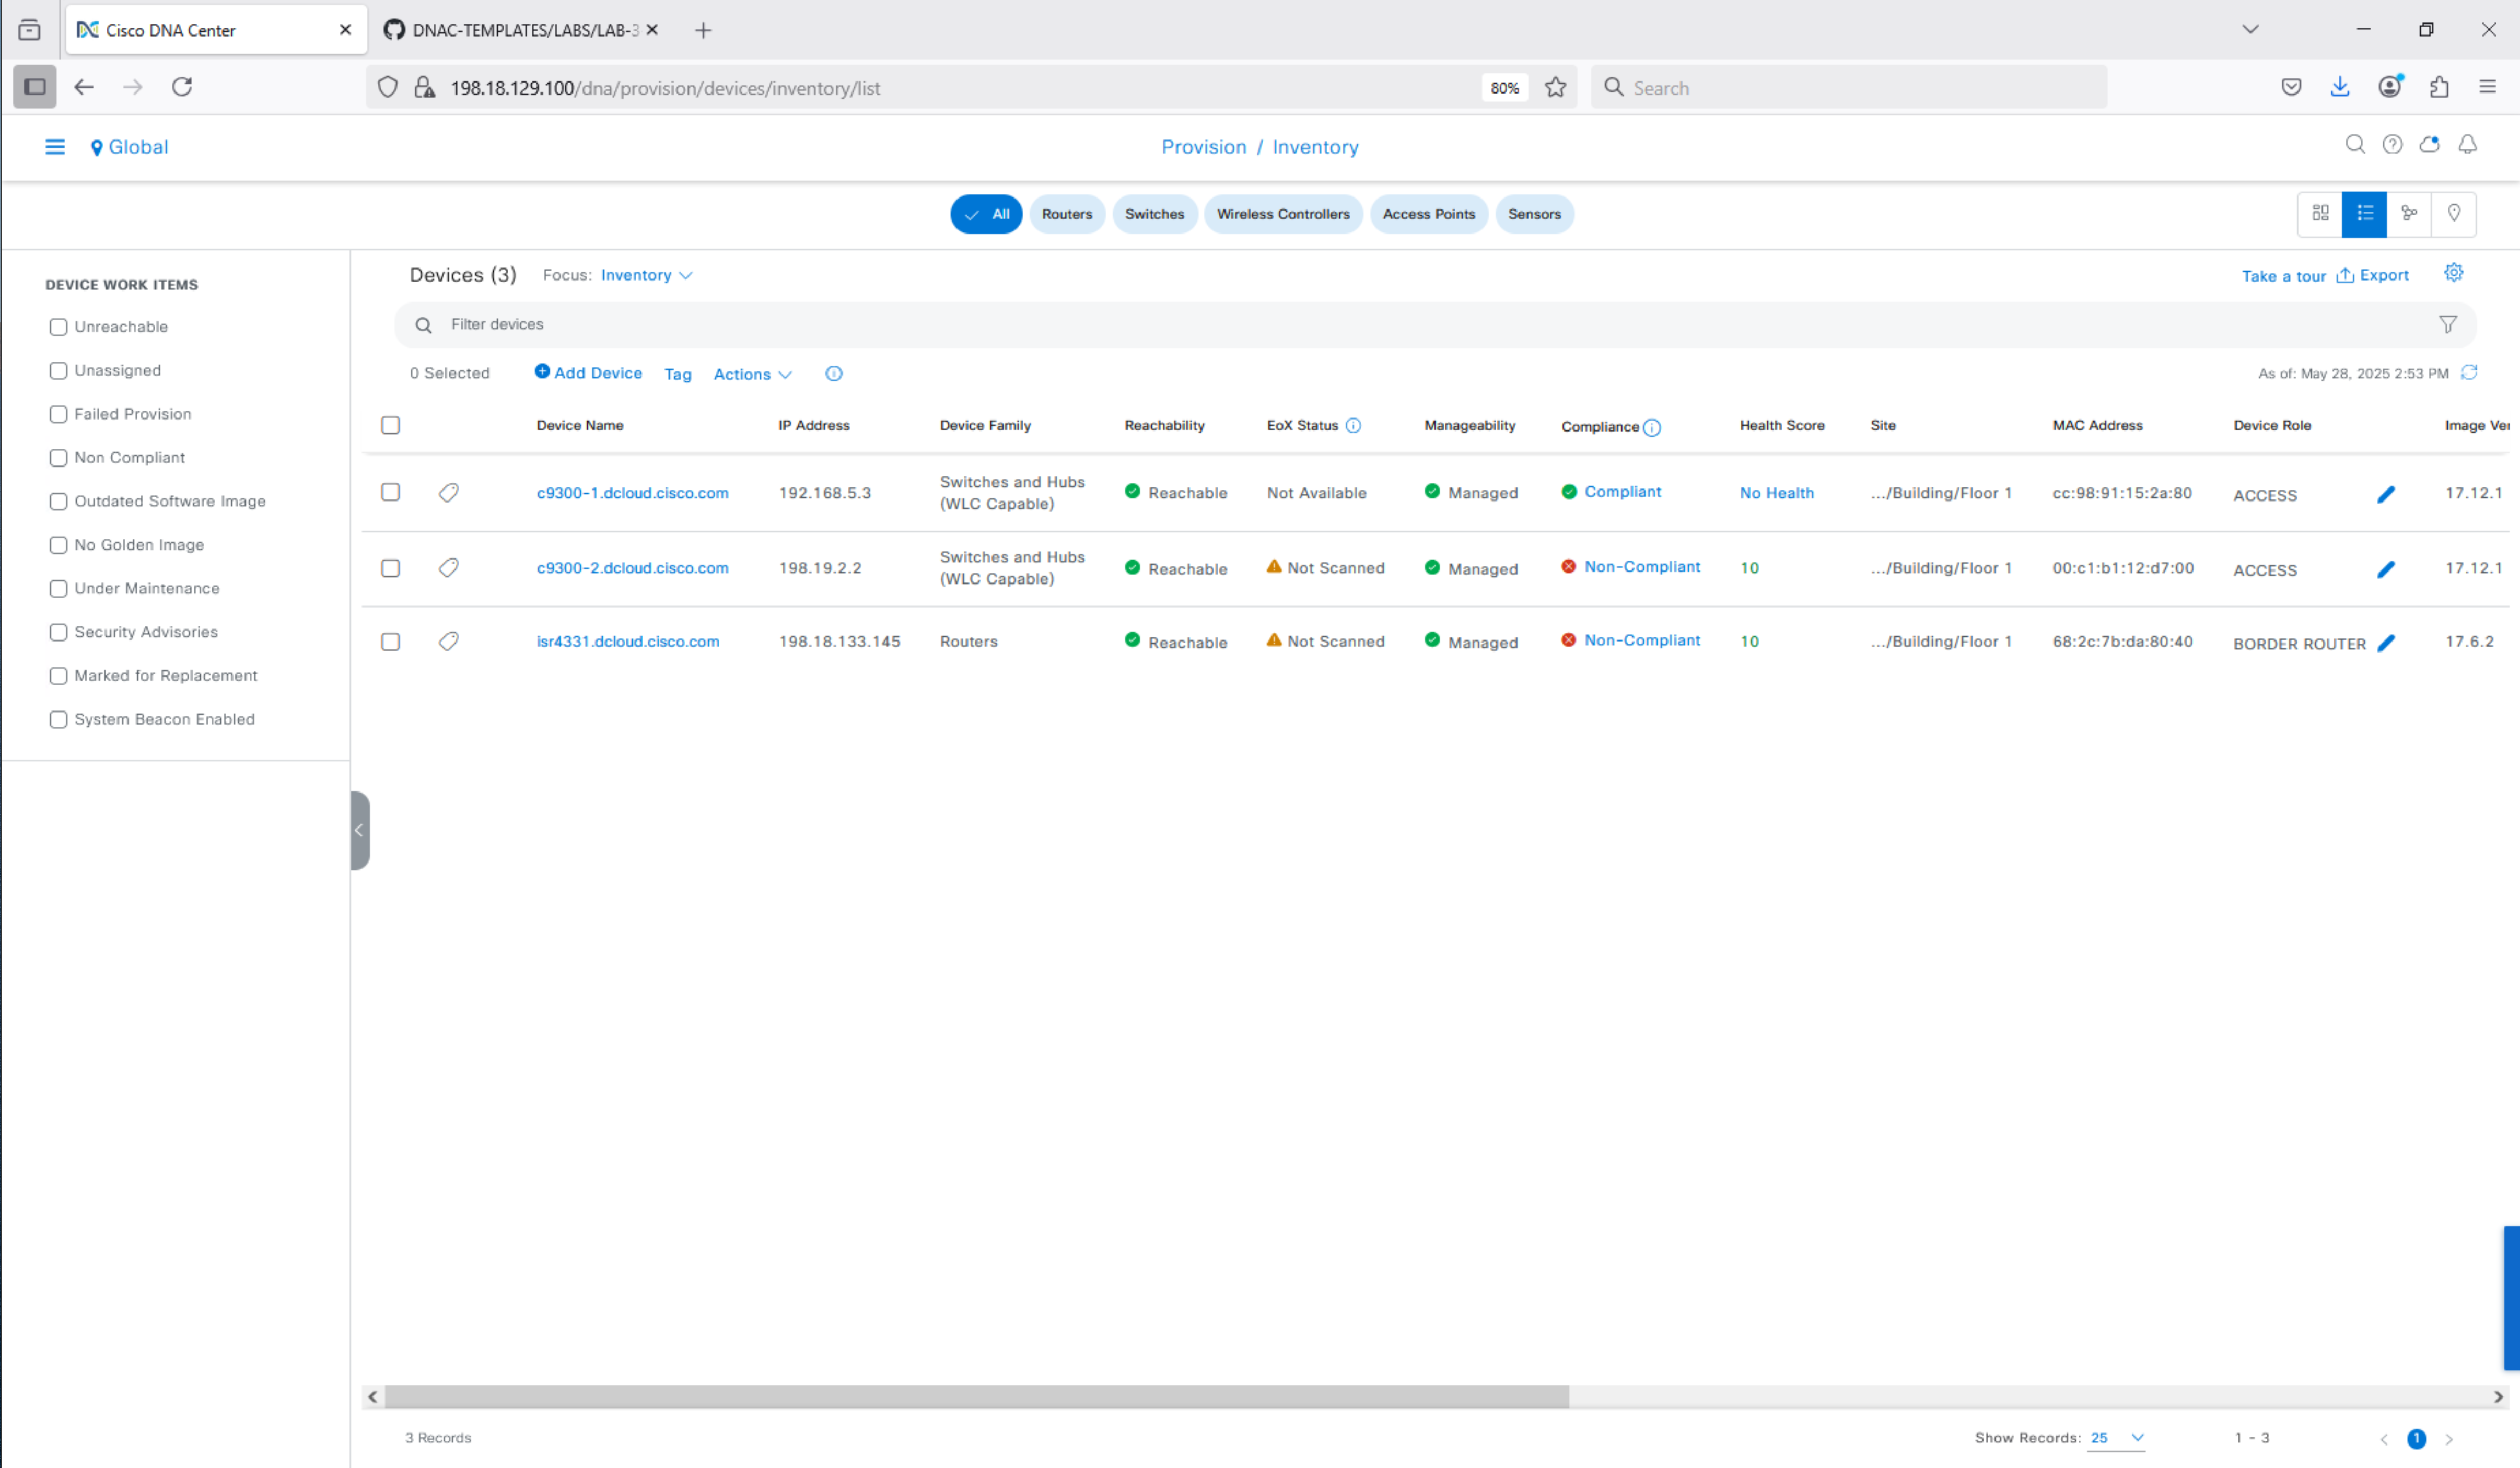 Cisco DNA Center
DNAC-TEMPLATES/LABS/LAB-3
198.18.129.100/dna/provision/devices/inventory/list
80%
Search
Global
Provision / Inventory
All
Routers
Switches
Wireless Controllers
Access Points
Sensors
DEVICE WORK ITEMS
Unreachable
Unassigned
Failed Provision
Non Compliant
Outdated Software Image
No Golden Image
Under Maintenance
Security Advisories
Marked for Replacement
System Beacon Enabled
Devices (3) Focus: Inventory
Take a tour Export
Filter devices
0 Selected Add Device Tag Actions
As of: May 28, 2025 2:53 PM
Device Name IP Address Device Family Reachability EoX Status Manageability Compliance Health Score Site MAC Address Device Role Image Ver
c9300-1.dcloud.cisco.com 192.168.5.3 Switches and Hubs (WLC Capable) Reachable Not Available Managed Compliant No Health .../Building/Floor 1 cc:98:91:15:2a:80 ACCESS 17.12.1
c9300-2.dcloud.cisco.com 198.19.2.2 Switches and Hubs (WLC Capable) Reachable Not Scanned Managed Non-Compliant 10 .../Building/Floor 1 00:c1:b1:12:d7:00 ACCESS 17.12.1
isr4331.dcloud.cisco.com 198.18.133.145 Routers Reachable Not Scanned Managed Non-Compliant 10 .../Building/Floor 1 68:2c:7b:da:80:40 BORDER ROUTER 17.6.2
3 Records
Show Records: 25 1 - 3 1